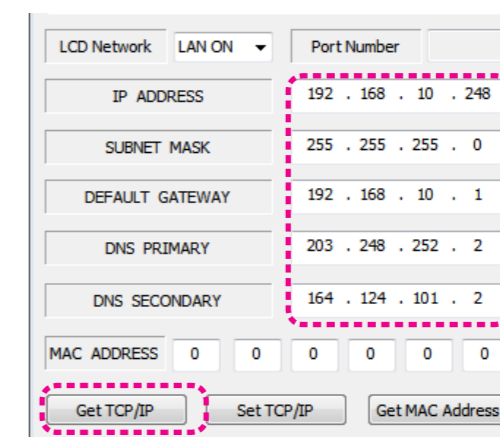 LCD Network LAN ON Port Number
IP ADDRESS 192 . 168 . 10 . 248
SUBNET MASK 255 . 255 . 255 . 0
DEFAULT GATEWAY 192 . 168 . 10 . 1
DNS PRIMARY 203 . 248 . 252 . 2
DNS SECONDARY 164 . 124 . 101 . 2
MAC ADDRESS 0 0 0 0 0 0
Get TCP/IP Set TCP/IP Get MAC Address